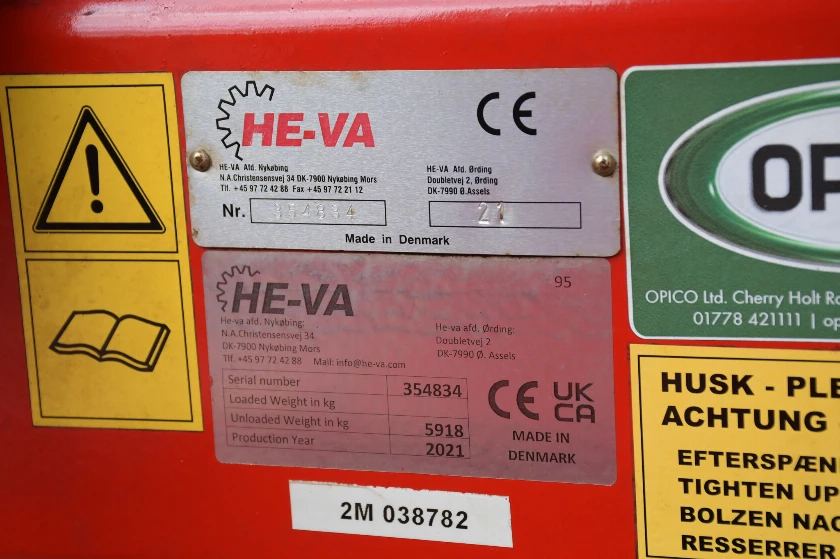 HE-VA
CE
HE-VA Afd. Nykøbing
N.A.Christensensvej 34 DK-7900 Nykøbing Mors
Tlf. +45 97 72 42 88 Fax +45 97 72 21 12
HE-VA Afd. Ørding
Doubletvej 2, Ørding
DK-7990 Ø.Assels
Nr. 354834 21
Made in Denmark
HE-VA
95
He-va afd. Nykøbing:
N.A.Christensensvej 34
DK-7900 Nykøbing Mors
Tlf. +45 97 72 42 88 Mail: info@he-va.com
He-va afd. Ørding:
Doubletvej 2
DK-7990 Ø. Assels
Serial number 354834
Loaded Weight in kg
Unloaded Weight in kg 5918
Production Year 2021
CE UK CA
MADE IN
DENMARK
2M 038782
OP
OPICO Ltd. Cherry Holt R
01778 421111 | op
HUSK - PLE
ACHTUNG
EFTERSPÆN
TIGHTEN UP
BOLZEN NAC
RESSERRER